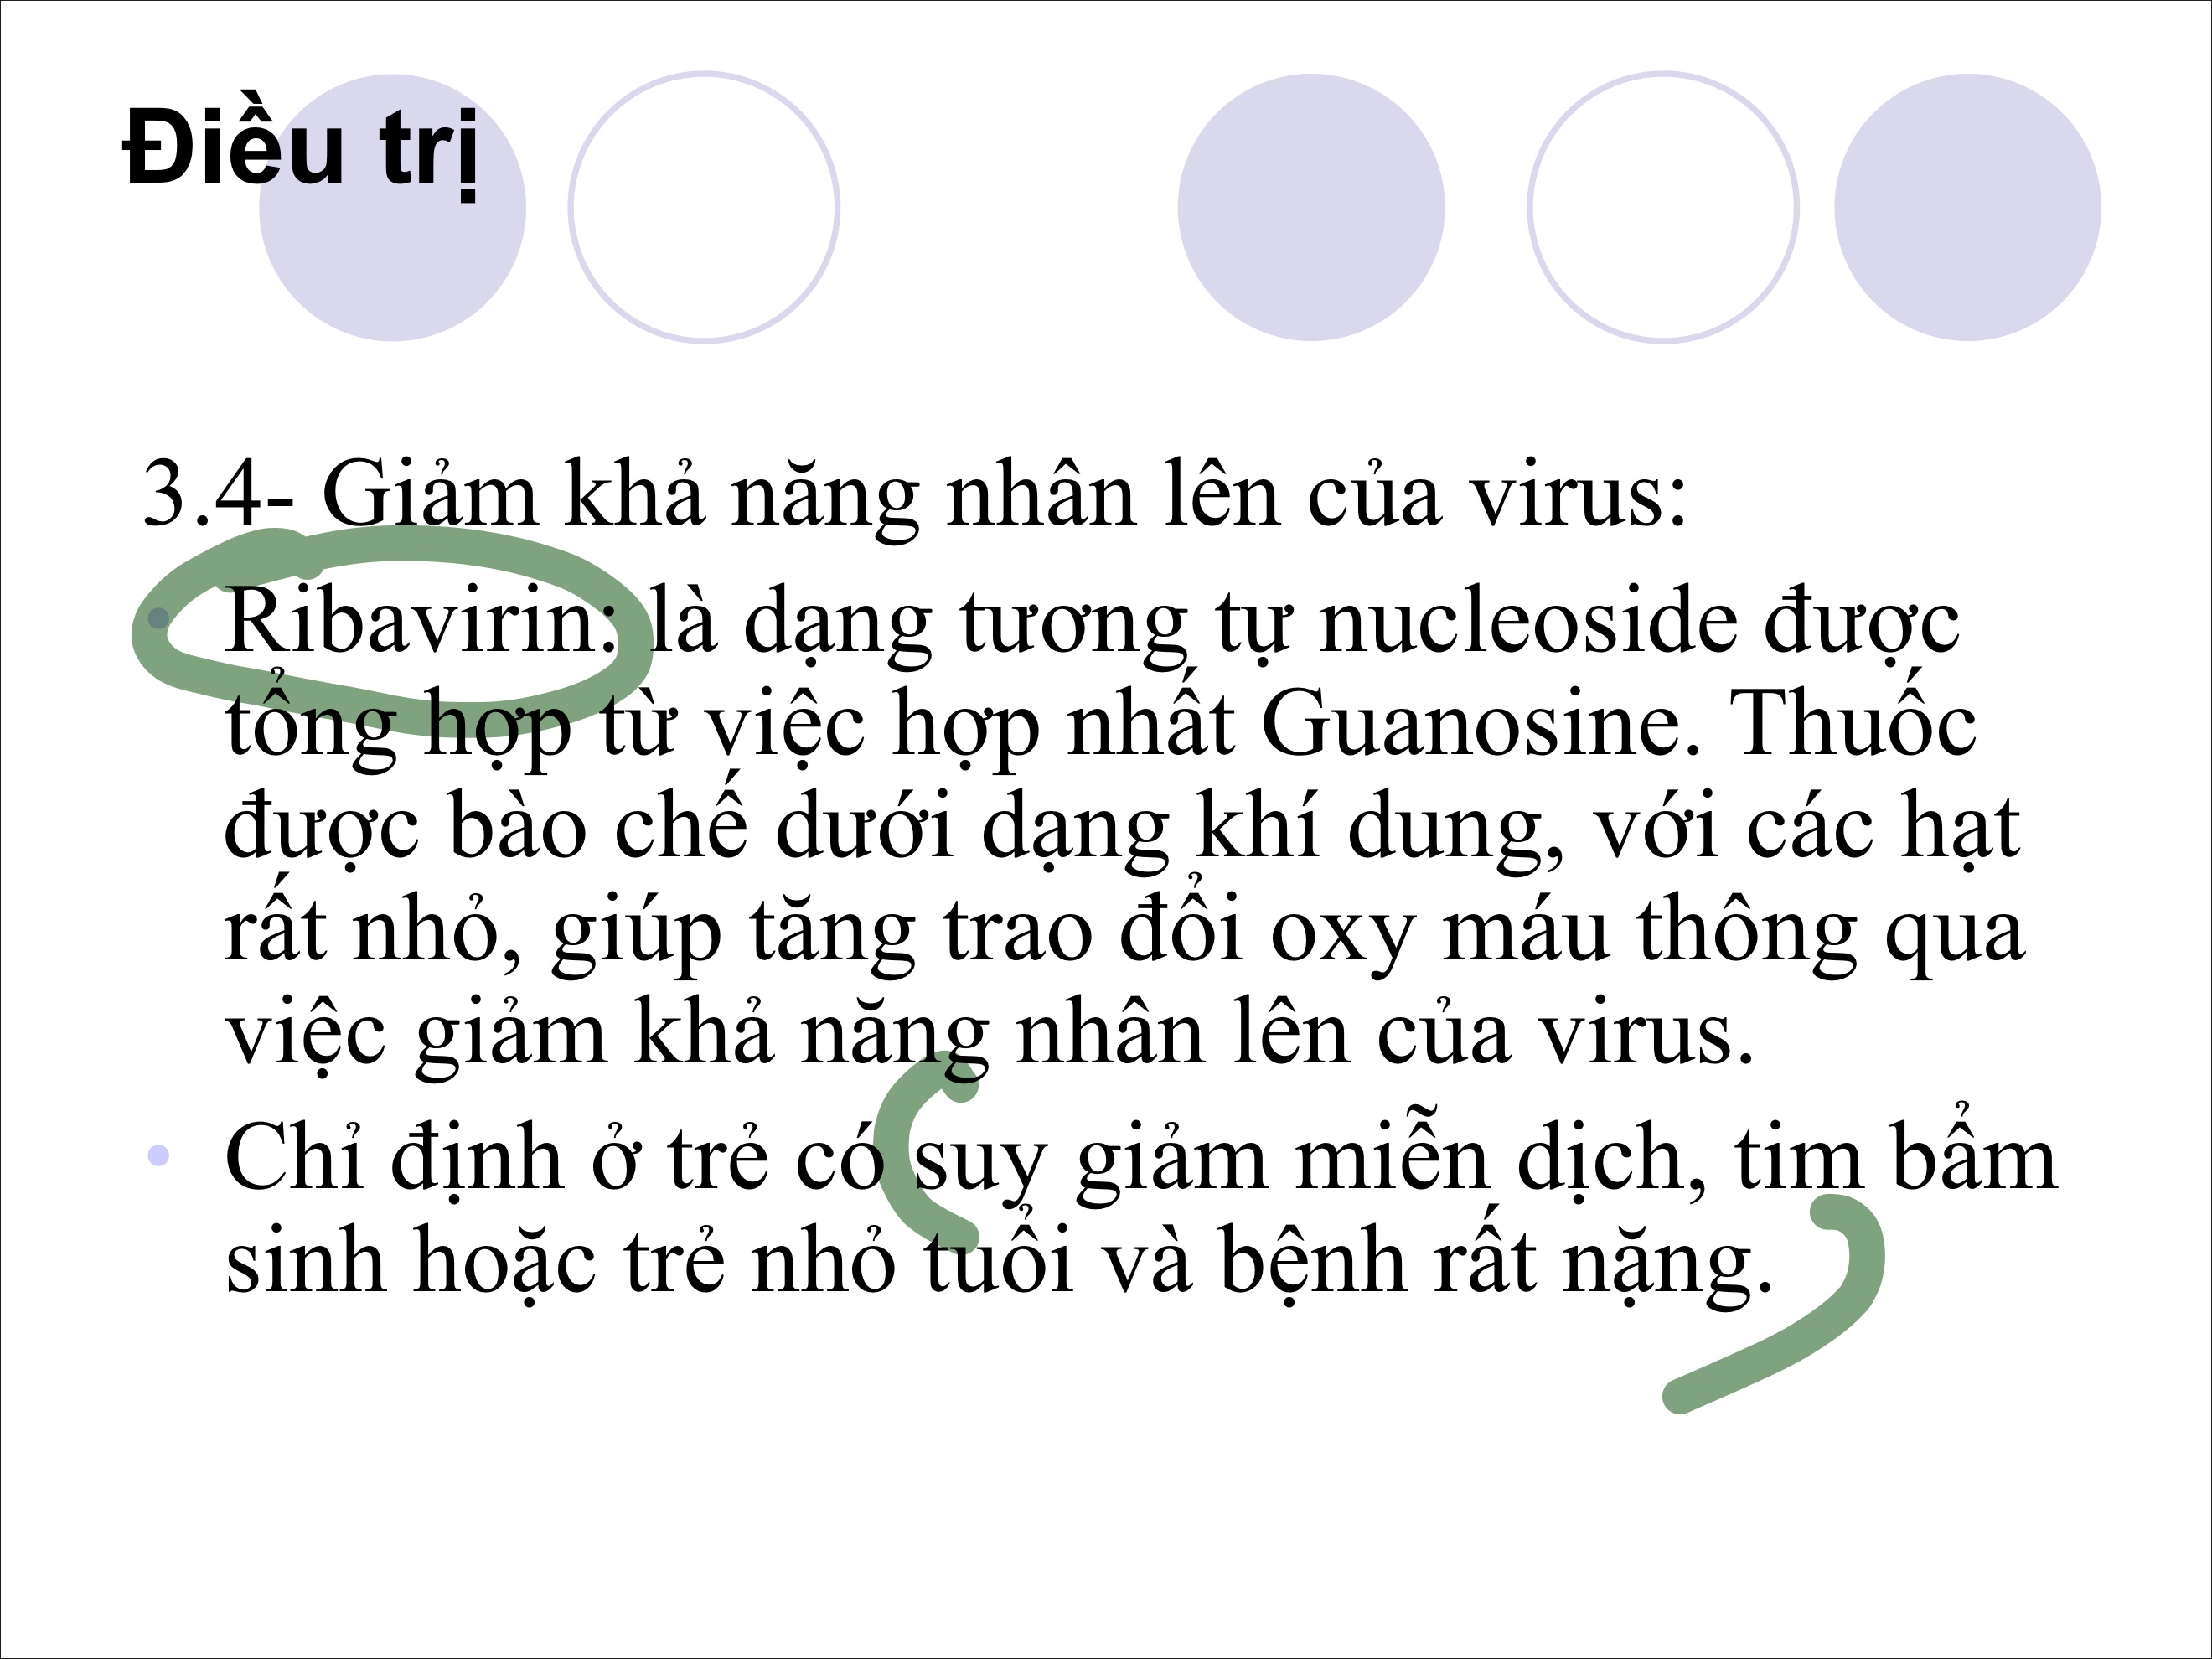 Điều trị
3.4- Giảm khả năng nhân lên của virus:
• Ribavirin: là dạng tương tự nucleoside được
tổng hợp từ việc hợp nhất Guanosine. Thuốc
được bào chế dưới dạng khí dung, với các hạt
rất nhỏ, giúp tăng trao đổi oxy máu thông qua
việc giảm khả năng nhân lên của virus.
• Chỉ định ở trẻ có suy giảm miễn dịch, tim bẩm
sinh hoặc trẻ nhỏ tuổi và bệnh rất nặng.